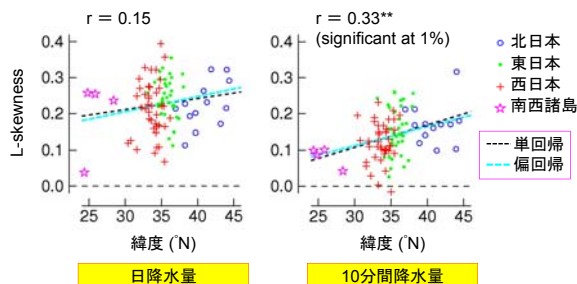 r = 0.15
r = 0.33**
(significant at 1%)
北日本
東日本
西日本
南西諸島
単回帰
偏回帰
L-skewness
0.4
0.3
0.2
0.1
0.0
25 30 35 40 45
緯度 (°N)
日降水量
0.4
0.3
0.2
0.1
0.0
25 30 35 40 45
緯度 (°N)
10分間降水量